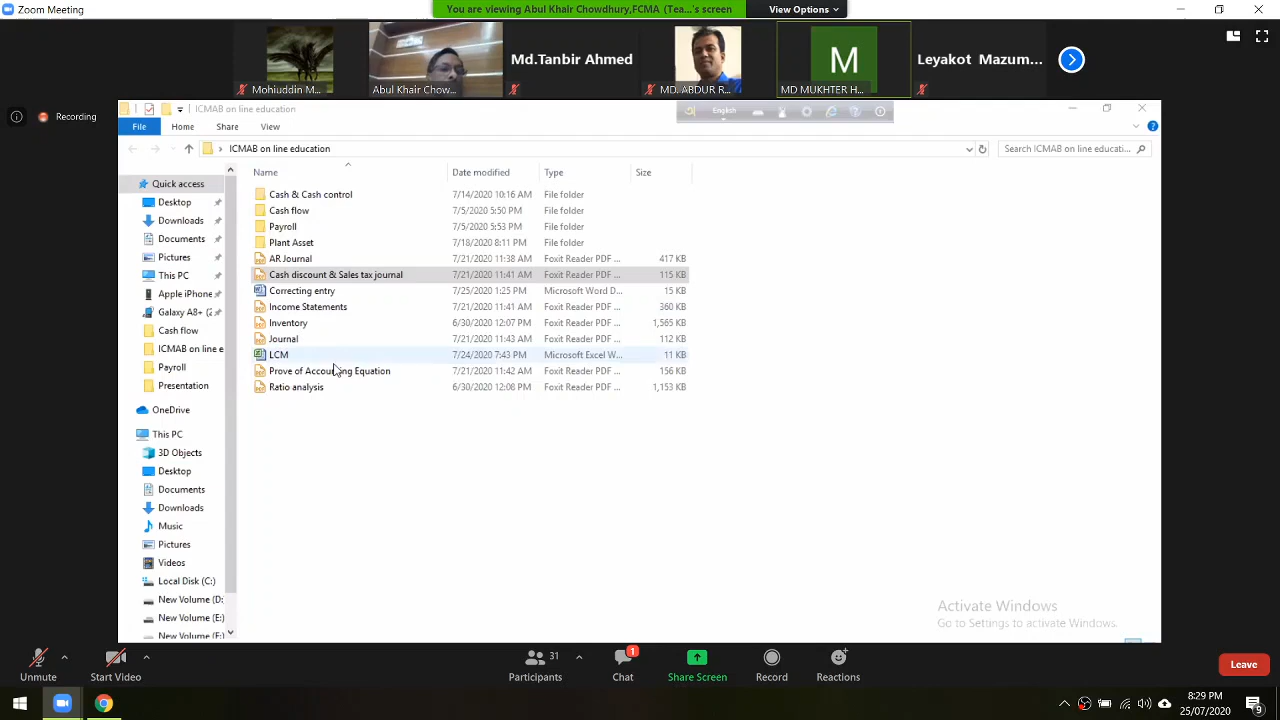 Zoom Meeting
You are viewing Abul Khair Chowdhury,FCMA (Tea...'s screen
View Options
Mohiuddin M...
Abul Khair Chow...
Md.Tanbir Ahmed
MD. ABDUR R...
M
MD MUKHTER H...
Leyakot Mazum...
Recording
ICMAB on line education
English
File Home Share View
ICMAB on line education
Search ICMAB on line educati...
Name Date modified Type Size
Cash & Cash control 7/14/2020 10:16 AM File folder
Cash flow 7/5/2020 5:50 PM File folder
Payroll 7/5/2020 5:53 PM File folder
Plant Asset 7/18/2020 8:11 PM File folder
AR Journal 7/21/2020 11:38 AM Foxit Reader PDF ... 417 KB
Cash discount & Sales tax journal 7/21/2020 11:41 AM Foxit Reader PDF ... 115 KB
Correcting entry 7/25/2020 1:25 PM Microsoft Word D... 15 KB
Income Statements 7/21/2020 11:41 AM Foxit Reader PDF ... 360 KB
Inventory 6/30/2020 12:07 PM Foxit Reader PDF ... 1,565 KB
Journal 7/21/2020 11:43 AM Foxit Reader PDF ... 112 KB
LCM 7/24/2020 7:43 PM Microsoft Excel W... 11 KB
Prove of Accounting Equation 7/21/2020 11:42 AM Foxit Reader PDF ... 156 KB
Ratio analysis 6/30/2020 12:08 PM Foxit Reader PDF ... 1,153 KB
Quick access
Desktop
Downloads
Documents
Pictures
This PC
Apple iPhone
Galaxy A8+ (2
Cash flow
ICMAB on line e
Payroll
Presentation
OneDrive
This PC
3D Objects
Desktop
Documents
Downloads
Music
Pictures
Videos
Local Disk (C:)
New Volume (D:
New Volume (E:)
New Volume (F:)
Activate Windows
Go to Settings to activate Windows.
Unmute
Start Video
31
Participants
1
Chat
Share Screen
Record
Reactions
Leave
8:29 PM
25/07/2020
9